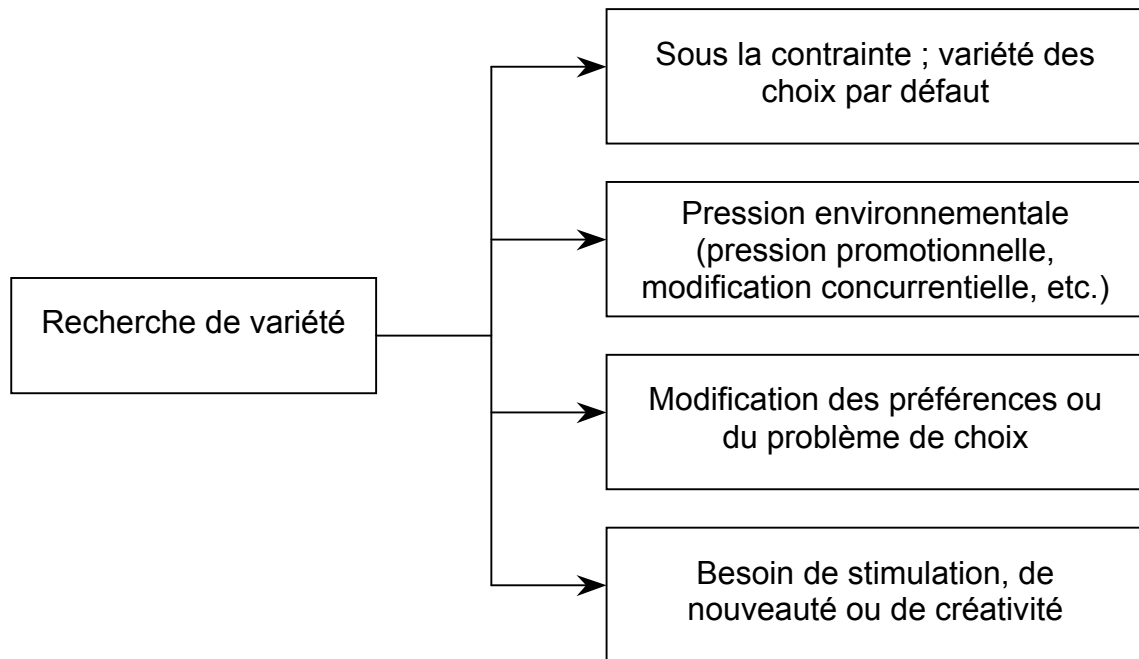 Sous la contrainte ; variété des
choix par défaut
Pression environnementale
(pression promotionnelle,
modification concurrentielle, etc.)
Recherche de variété
Modification des préférences ou
du problème de choix
Besoin de stimulation, de
nouveauté ou de créativité